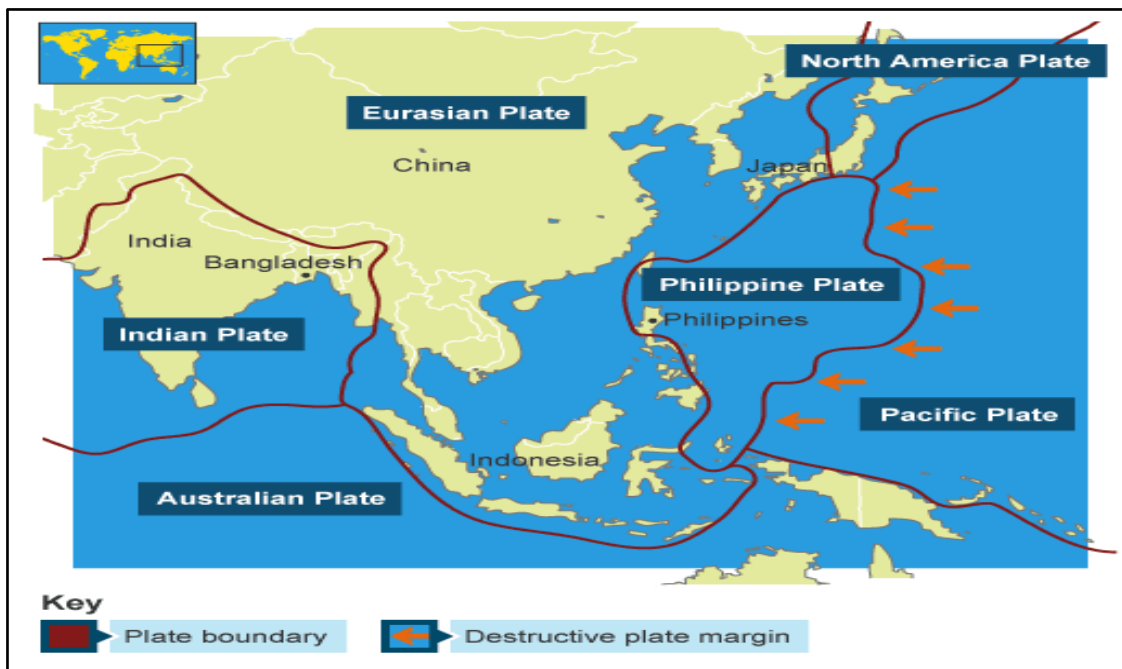 North America Plate
Eurasian Plate
China
Japan
India
Bangladesh
Philippine Plate
Philippines
Indian Plate
Pacific Plate
Indonesia
Australian Plate
Key
Plate boundary
Destructive plate margin